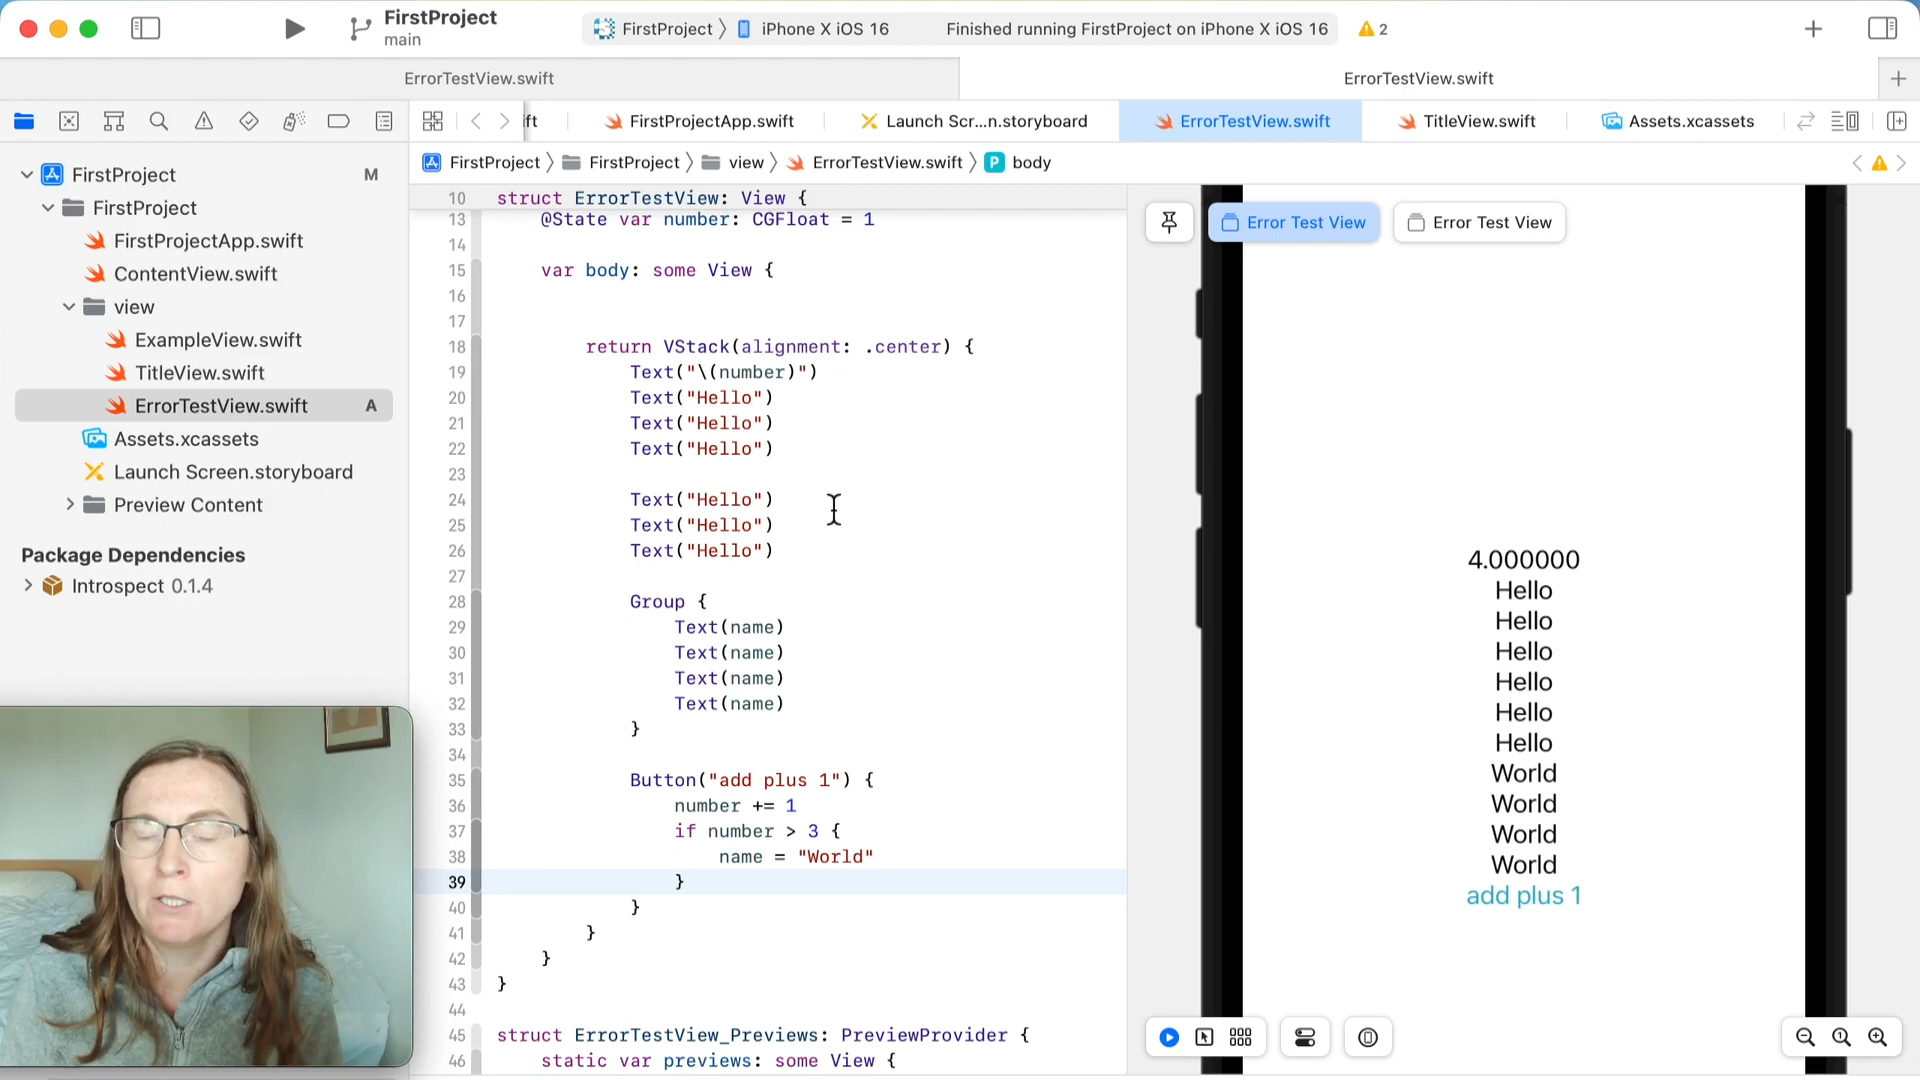 FirstProject
main
FirstProject
iPhone X iOS 16
Finished running FirstProject on iPhone X iOS 16
2
ErrorTestView.swift
ErrorTestView.swift
ift
FirstProjectApp.swift
Launch Scr...n.storyboard
ErrorTestView.swift
TitleView.swift
Assets.xcassets
FirstProject
FirstProject
view
ErrorTestView.swift
P
body
FirstProject
M
FirstProject
FirstProjectApp.swift
ContentView.swift
view
ExampleView.swift
TitleView.swift
ErrorTestView.swift
A
Assets.xcassets
Launch Screen.storyboard
Preview Content
Package Dependencies
Introspect 0.1.4
10 struct ErrorTestView: View {
13 @State var number: CGFloat = 1
14
15 var body: some View {
16
17
18 return VStack(alignment: .center) {
19 Text("\(number)")
20 Text("Hello")
21 Text("Hello")
22 Text("Hello")
23
24 Text("Hello")
25 Text("Hello")
26 Text("Hello")
27
28 Group {
29 Text(name)
30 Text(name)
31 Text(name)
32 Text(name)
33 }
34
35 Button("add plus 1") {
36 number += 1
37 if number > 3 {
38 name = "World"
39 }
40 }
41 }
42 }
43 }
44
45 struct ErrorTestView_Previews: PreviewProvider {
46 static var previews: some View {
Error Test View
Error Test View
4.000000
Hello
Hello
Hello
Hello
Hello
Hello
World
World
World
World
add plus 1